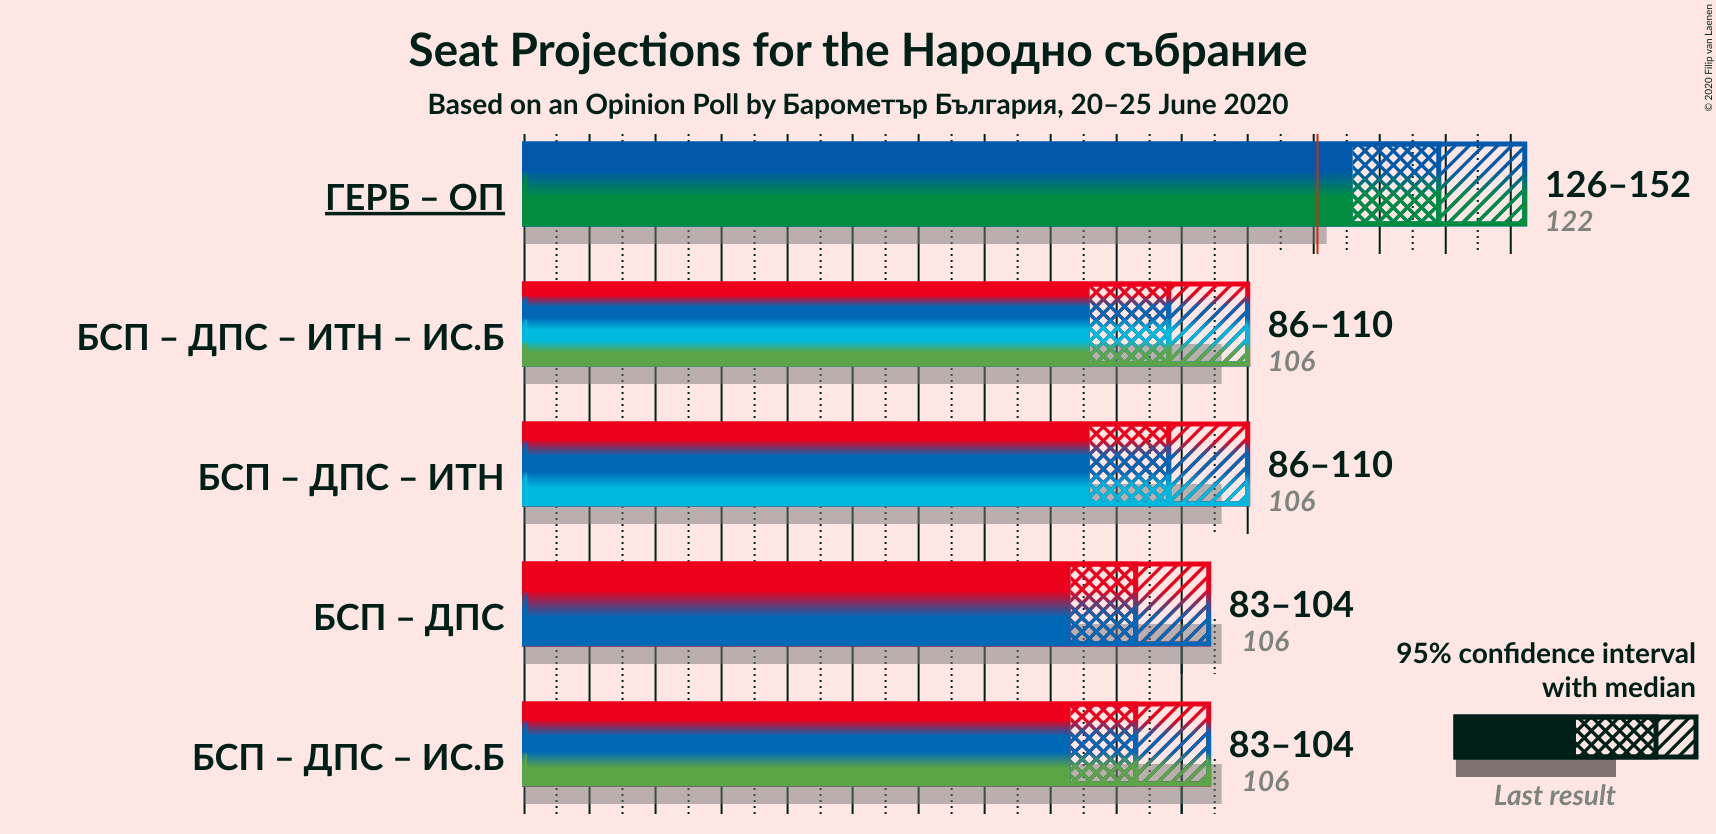 Seat Projections for the Народно събрание
Based on an Opinion Poll by Барометър България, 20–25 June 2020
© 2020 Filip van Laenen
ГЕРБ – ОП
126–152
122
БСП – ДПС – ИТН – ИС.Б
86–110
106
БСП – ДПС – ИТН
86–110
106
БСП – ДПС
83–104
106
БСП – ДПС – ИС.Б
83–104
106
95% confidence interval
with median
Last result